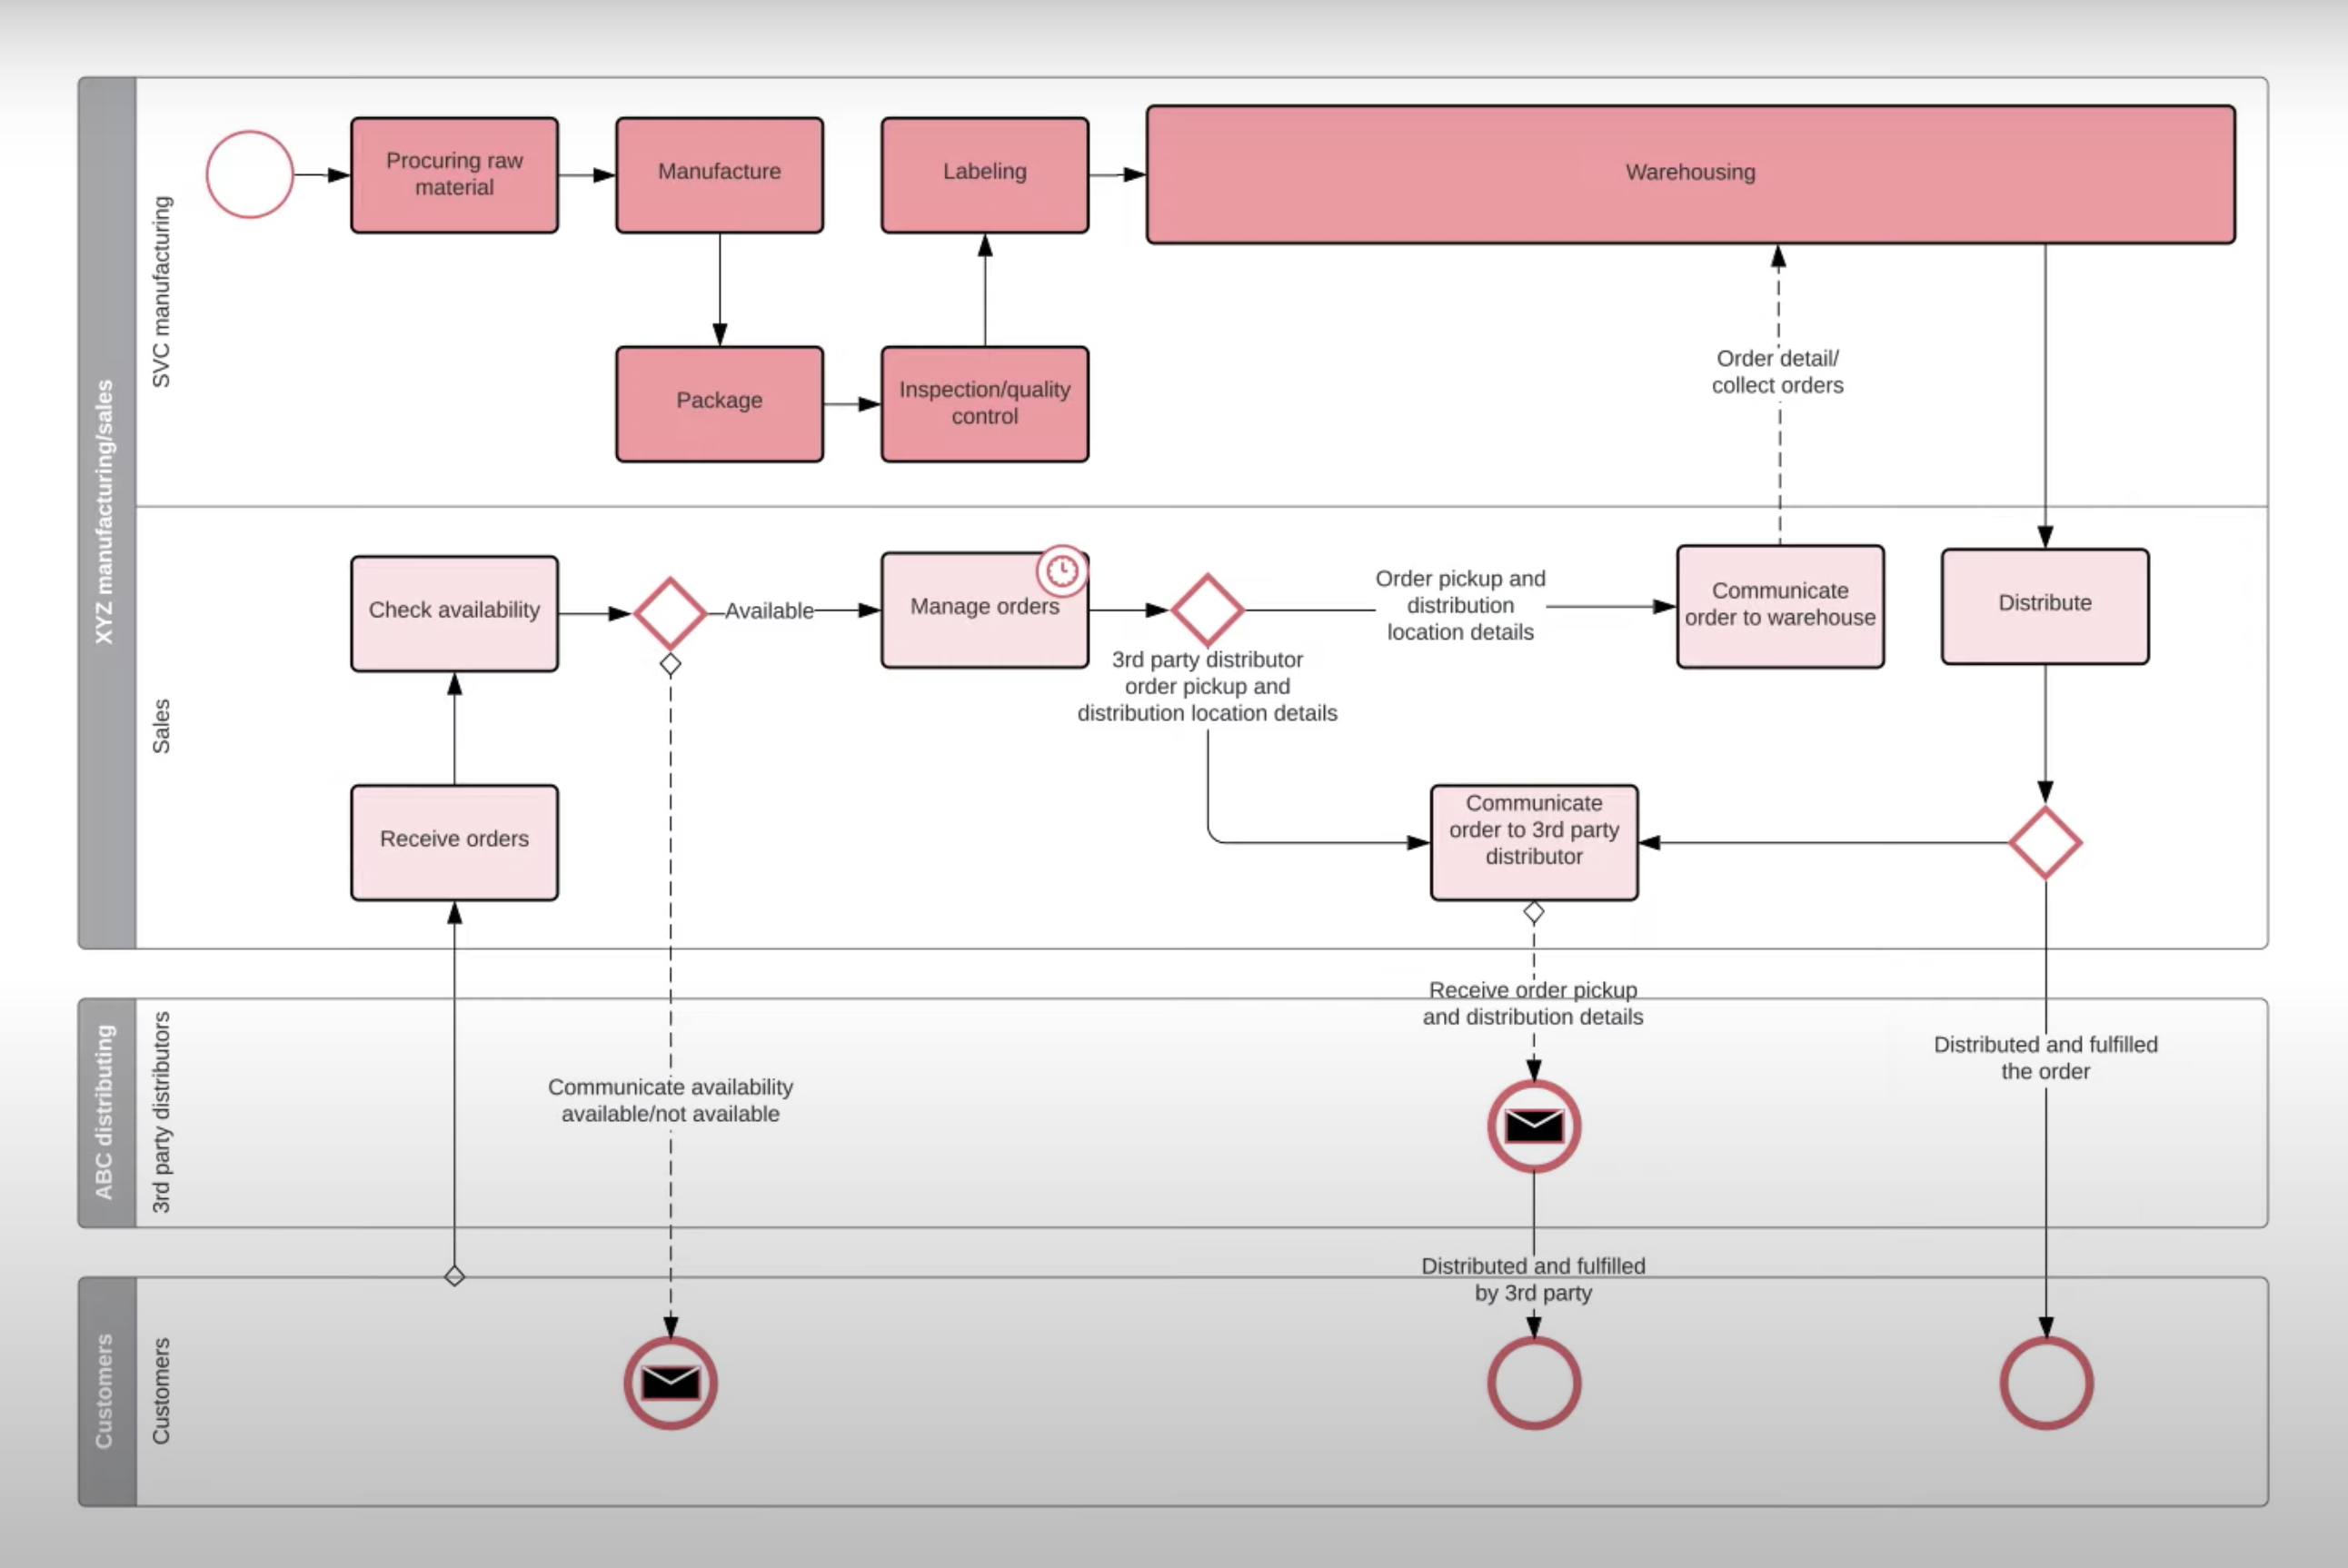 XYZ manufacturing/sales
SVC manufacturing
Procuring raw
material
Manufacture
Package
Inspection/quality
control
Labeling
Warehousing
Order detail/
collect orders
Sales
Receive orders
Check availability
Available
Manage orders
Order pickup and
distribution
location details
3rd party distributor
order pickup and
distribution location details
Communicate
order to warehouse
Distribute
Communicate
order to 3rd party
distributor
ABC distributing
3rd party distributors
Communicate availability
available/not available
Receive order pickup
and distribution details
Distributed and fulfilled
the order
Distributed and fulfilled
by 3rd party
Customers
Customers